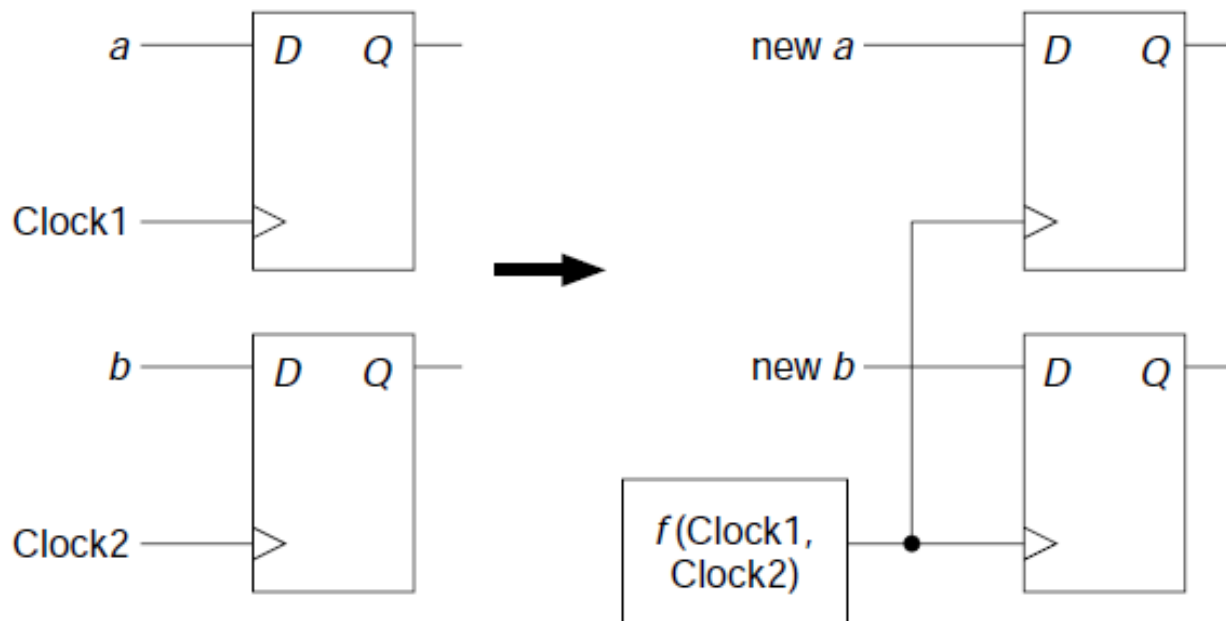 a
D Q
Clock1
b
D Q
Clock2
new a
D Q
new b
D Q
f (Clock1,
Clock2)